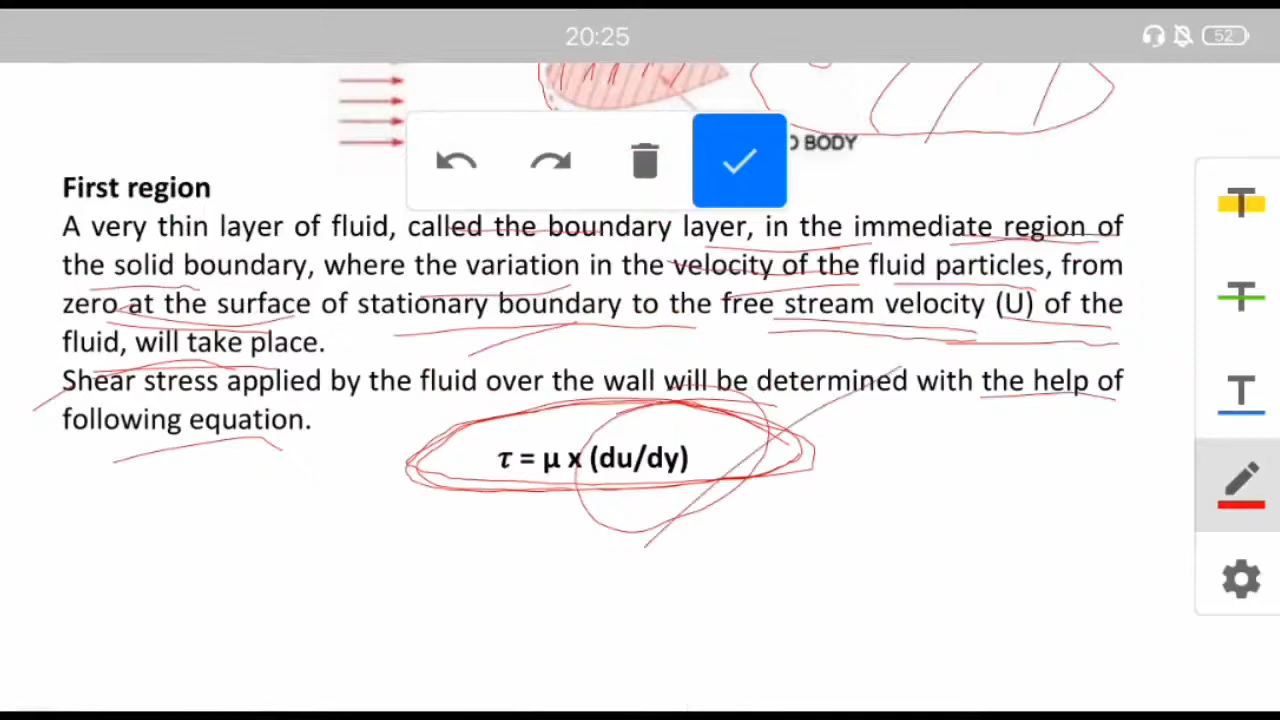 20:25
52
D BODY
First region
A very thin layer of fluid, called the boundary layer, in the immediate region of
the solid boundary, where the variation in the velocity of the fluid particles, from
zero at the surface of stationary boundary to the free stream velocity (U) of the
fluid, will take place.
Shear stress applied by the fluid over the wall will be determined with the help of
following equation.
τ = μ x (du/dy)
T
T
T